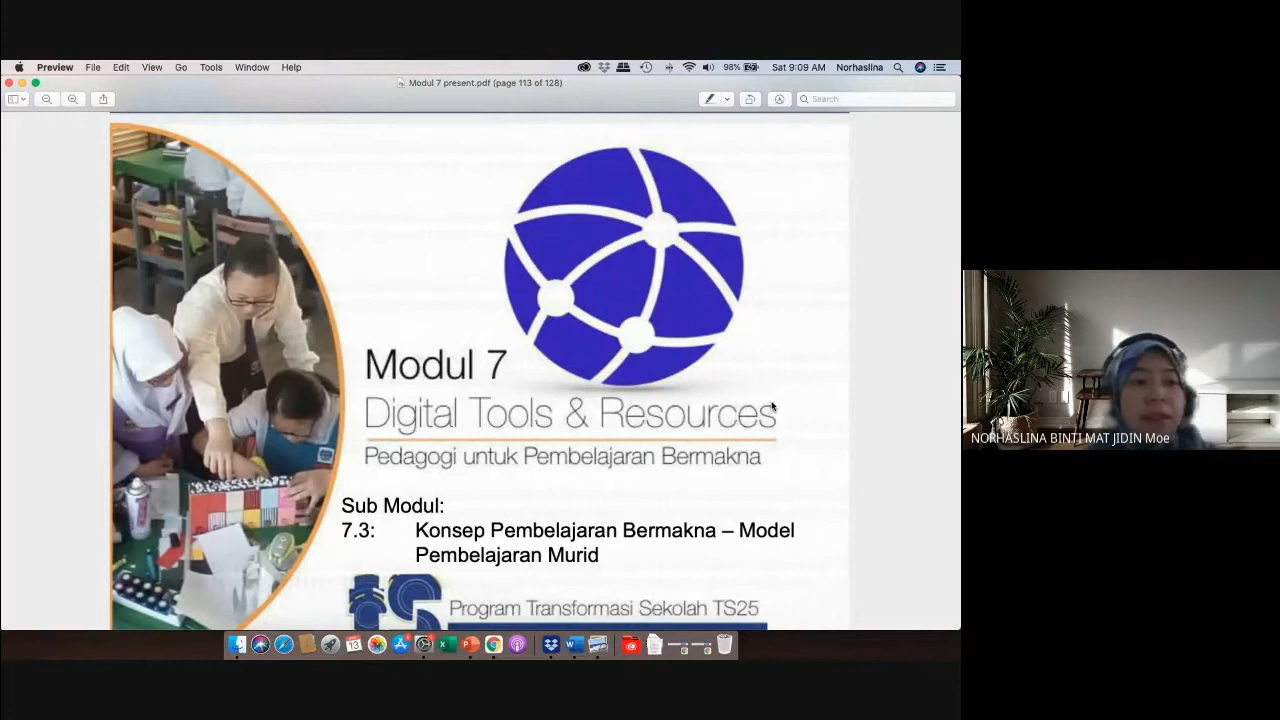 Preview File Edit View Go Tools Window Help
98% Sat 9:09 AM Norhaslina
Modul 7 present.pdf (page 113 of 128)
Search
Modul 7
Digital Tools & Resources
Pedagogi untuk Pembelajaran Bermakna
Sub Modul:
7.3: Konsep Pembelajaran Bermakna – Model
Pembelajaran Murid
Program Transformasi Sekolah TS25
13
NORHASLINA BINTI MAT JIDIN Moe